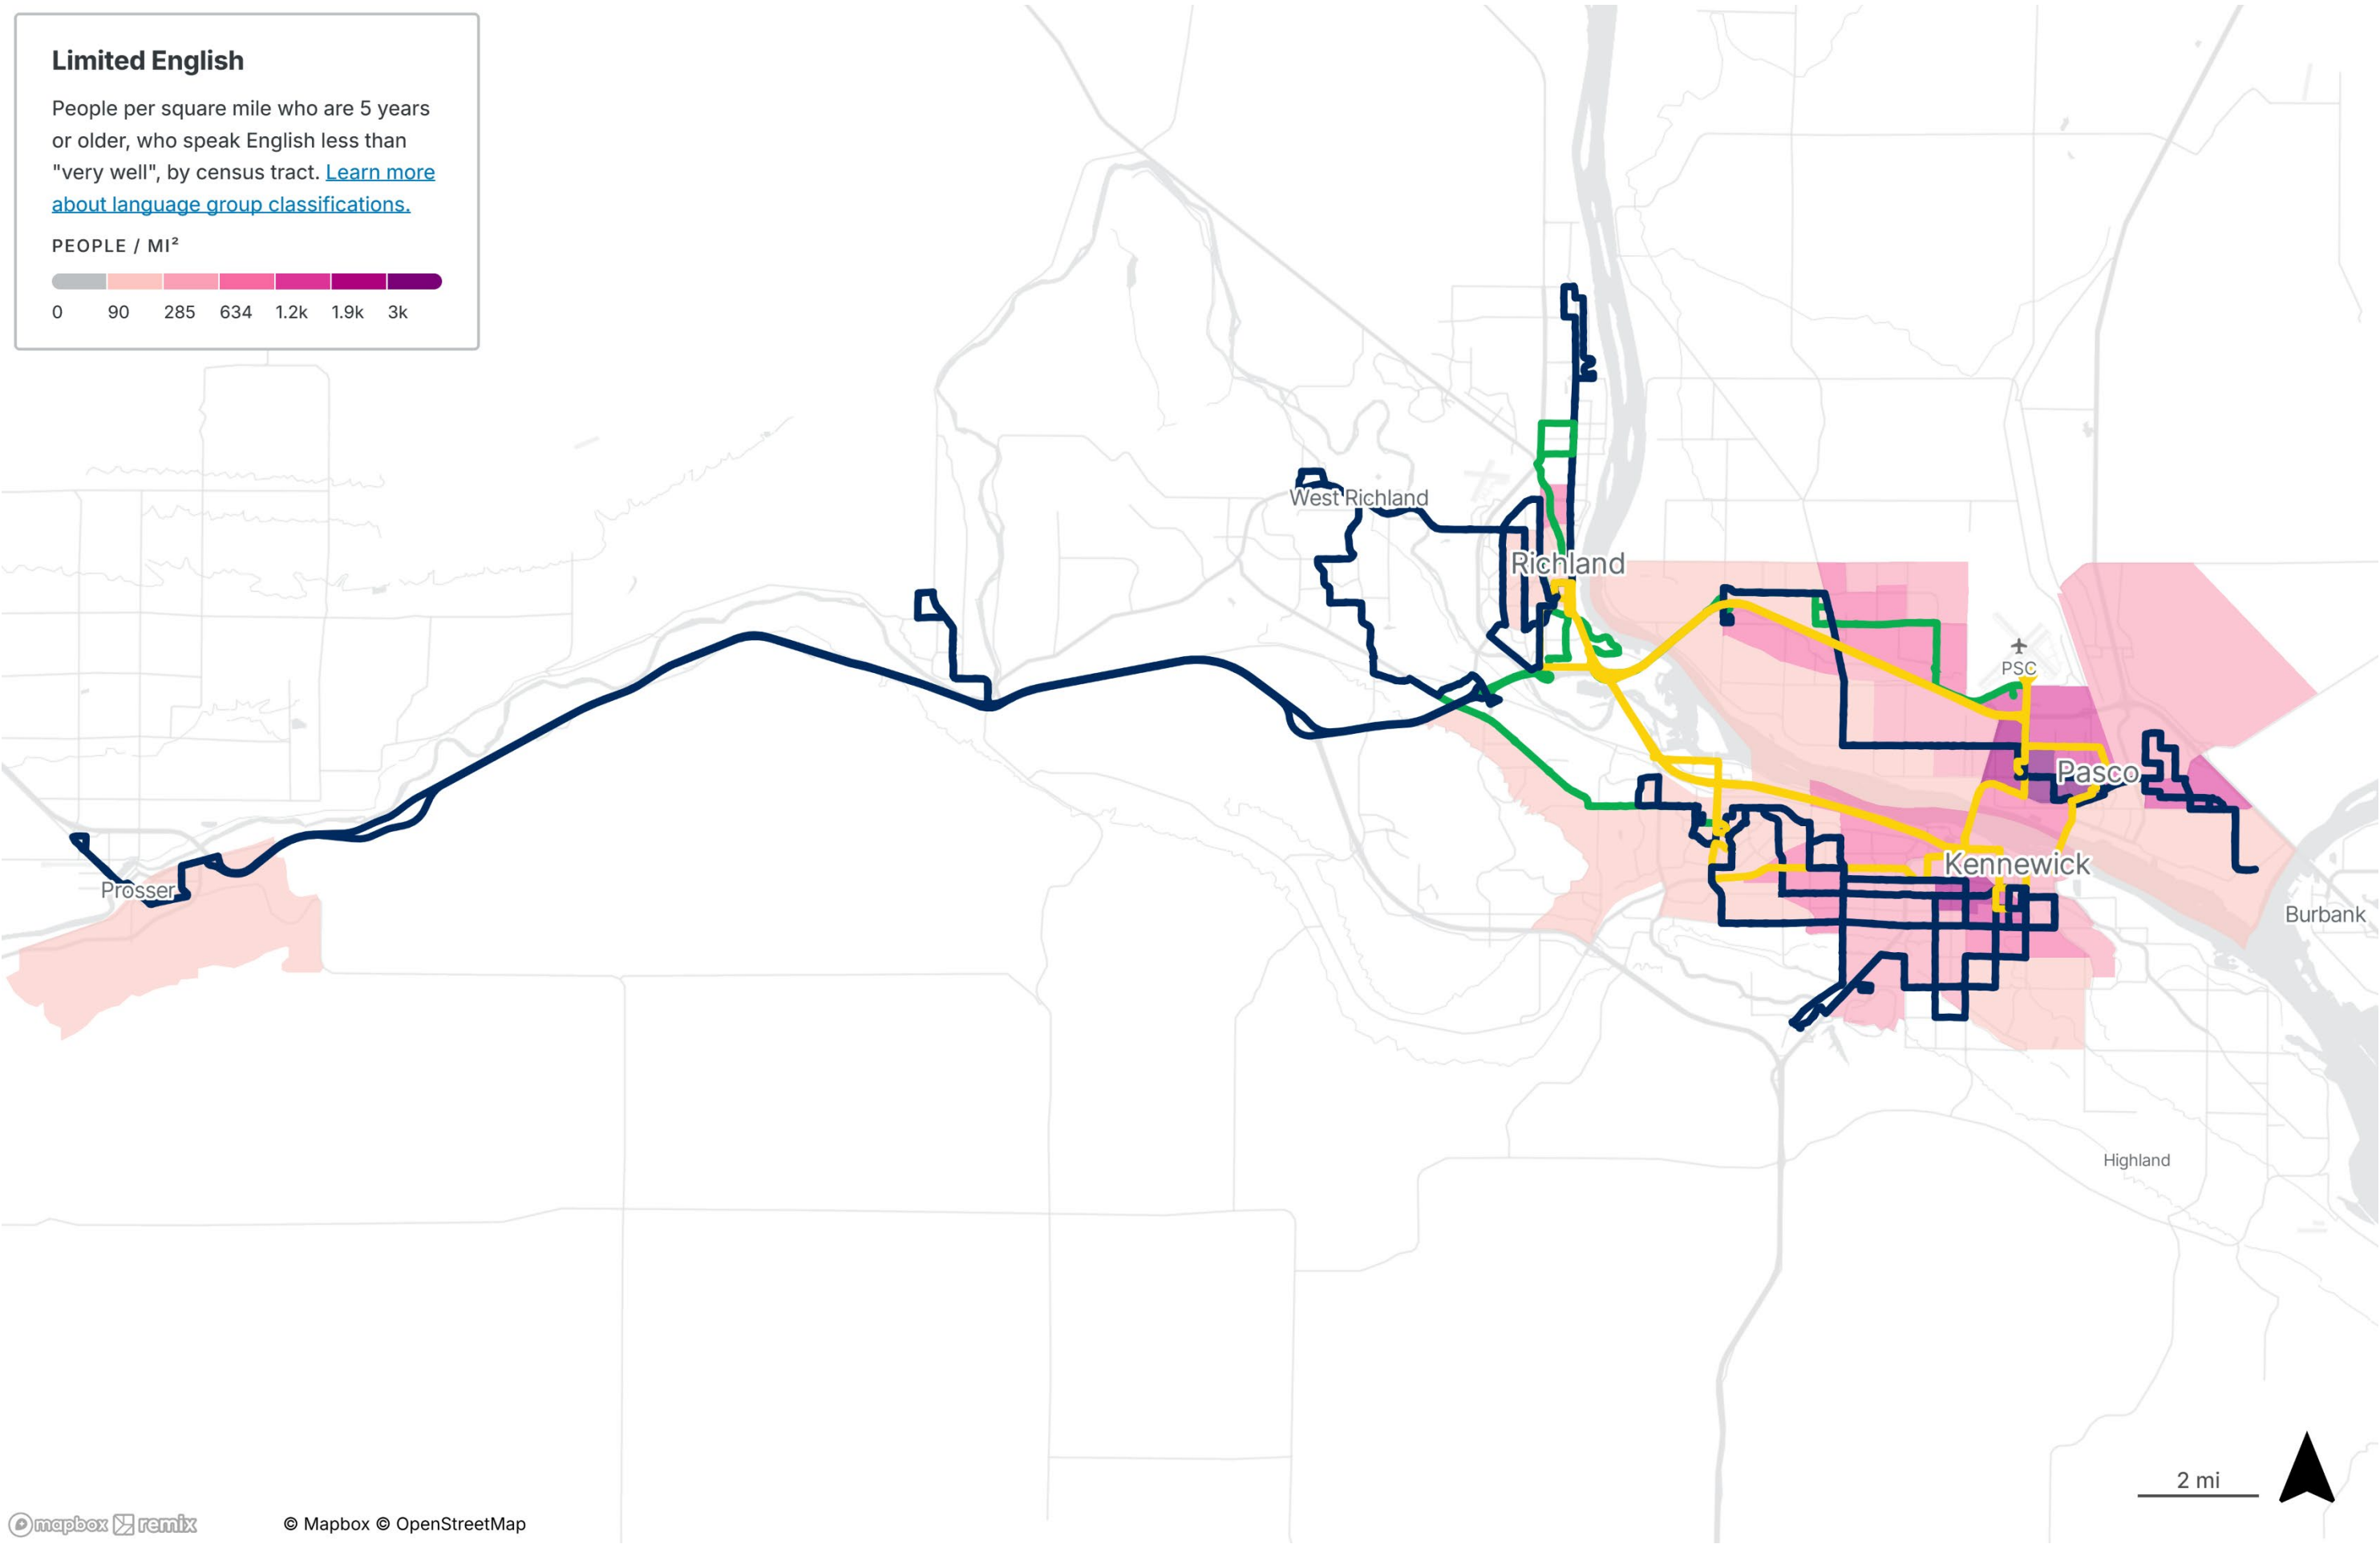 Limited English
People per square mile who are 5 years
or older, who speak English less than
"very well", by census tract. Learn more
about language group classifications.
PEOPLE / MI²
0 90 285 634 1.2k 1.9k 3k
West Richland
Richland
PSC
Pasco
Kennewick
Prosser
Burbank
Highland
2 mi
mapbox remix © Mapbox © OpenStreetMap